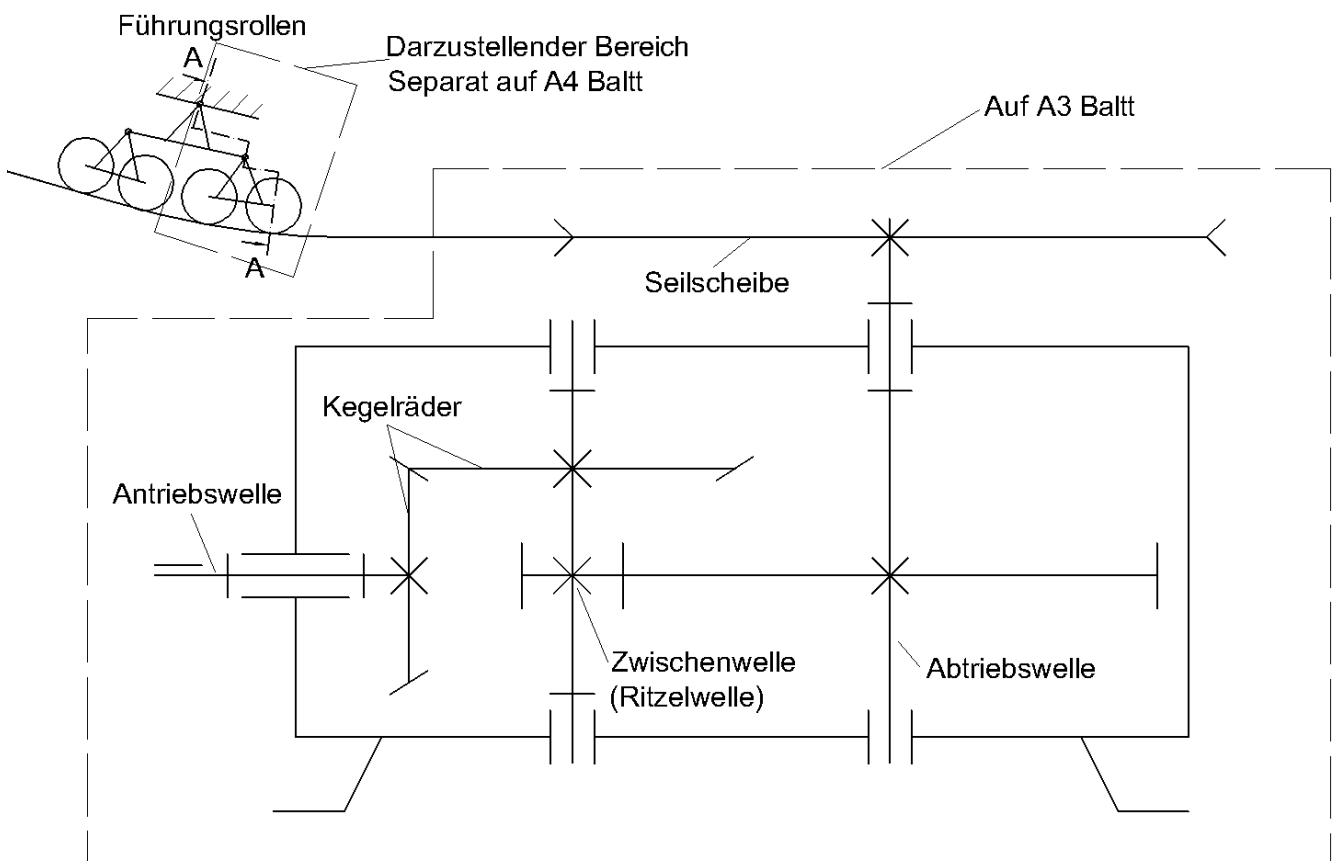 Führungsrollen
A
Darzustellender Bereich
Separat auf A4 Baltt
Auf A3 Baltt
A
Seilscheibe
Kegelräder
Antriebswelle
Zwischenwelle
(Ritzelwelle)
Abtriebswelle